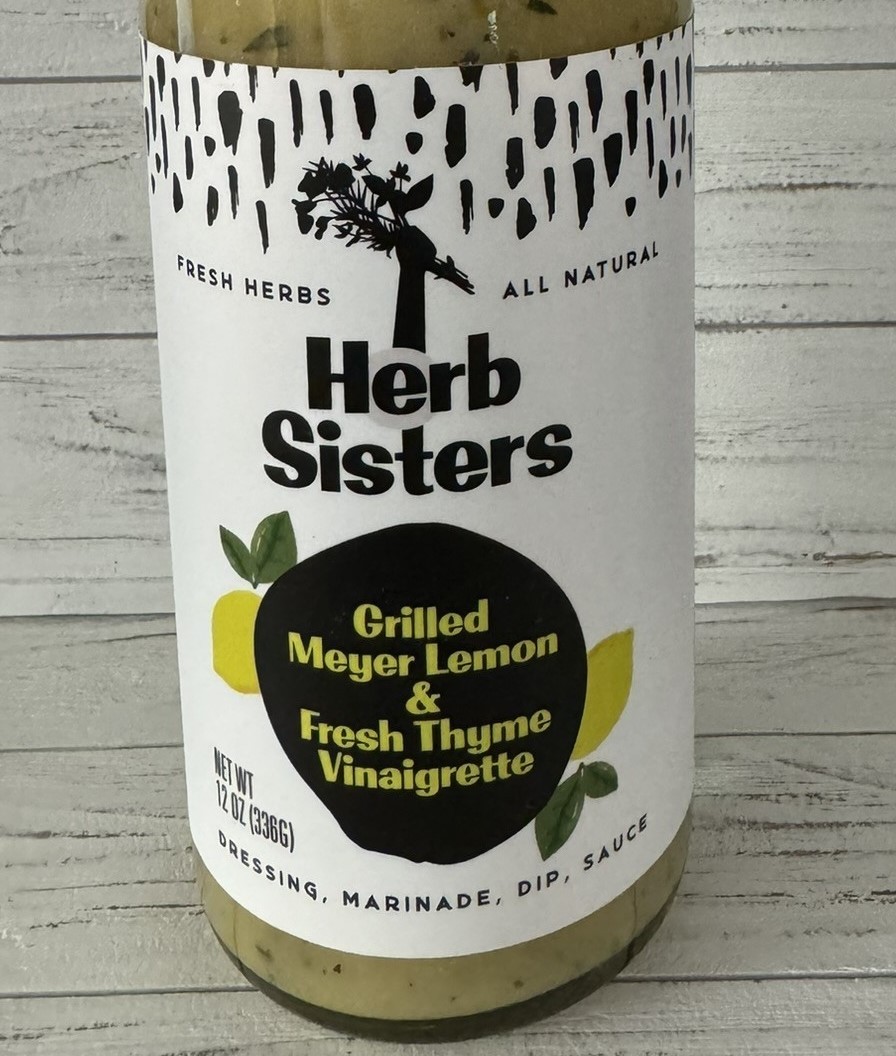 FRESH HERBS
ALL NATURAL
Herb
Sisters
Grilled
Meyer Lemon
&
Fresh Thyme
Vinaigrette
NET WT
12 OZ (336G)
DRESSING, MARINADE, DIP, SAUCE